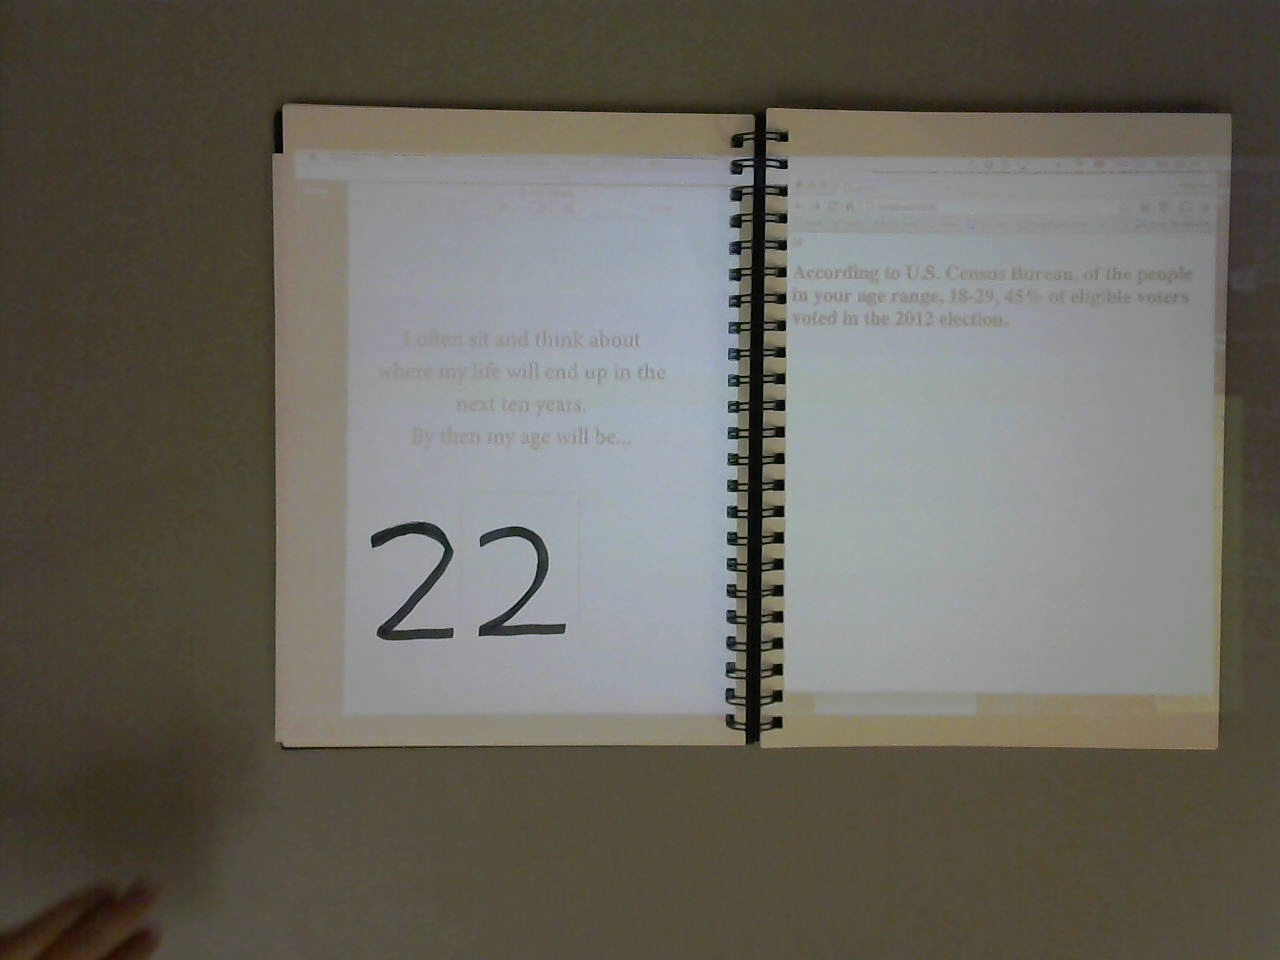 I often sit and think about
where my life will end up in the
next ten years.
By then my age will be...
22
According to U.S. Census Bureau, of the people
in your age range, 18-29, 45% of eligible voters
voted in the 2012 election.